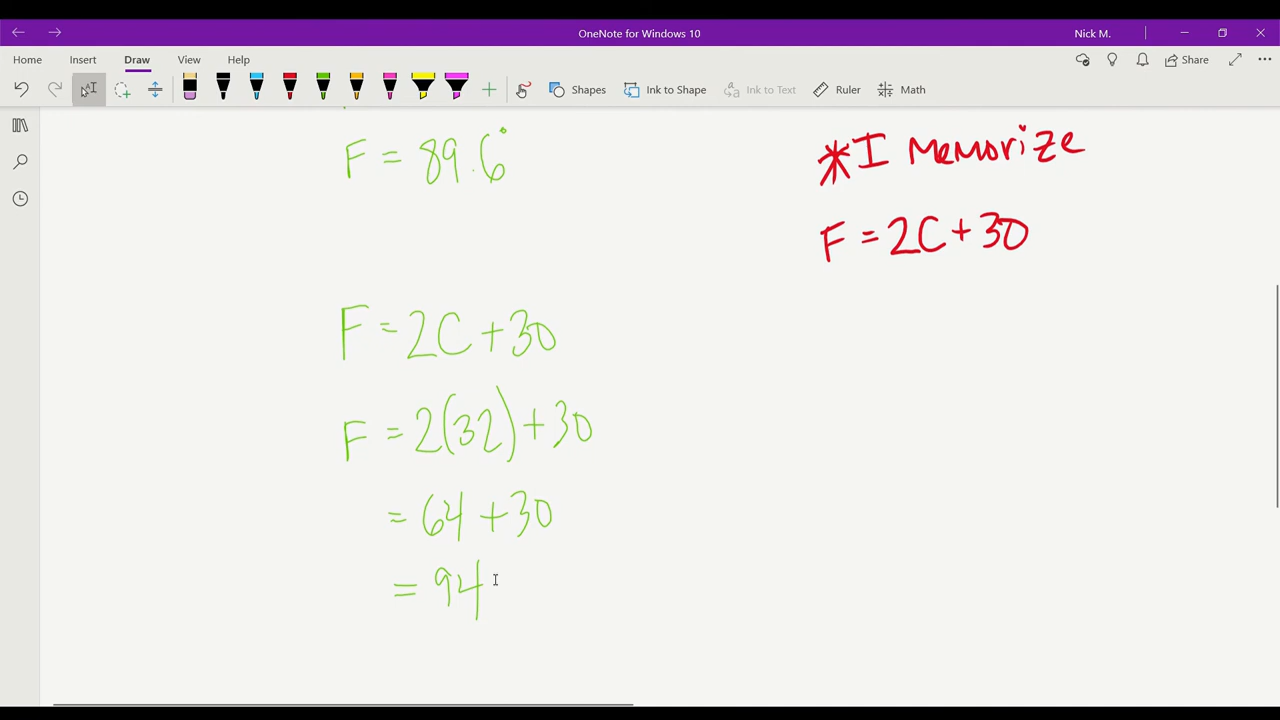 OneNote for Windows 10
Nick M.
Home Insert Draw View Help
Share
Shapes Ink to Shape Ink to Text Ruler Math
F = 89.6°
*I Memorize
F = 2C + 30
F = 2C + 30
F = 2(32) + 30
= 64 + 30
= 94